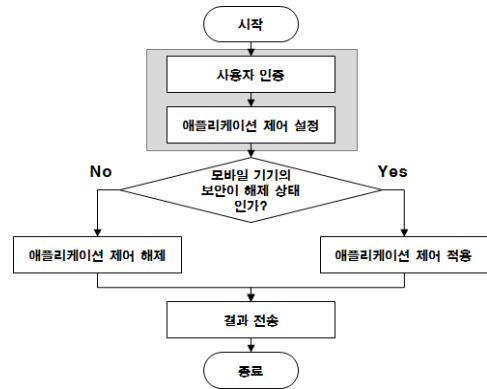 시작
사용자 인증
애플리케이션 제어 설정
No
Yes
모바일 기기의
보안이 해제 상태
인가?
애플리케이션 제어 해제
애플리케이션 제어 적용
결과 전송
종료